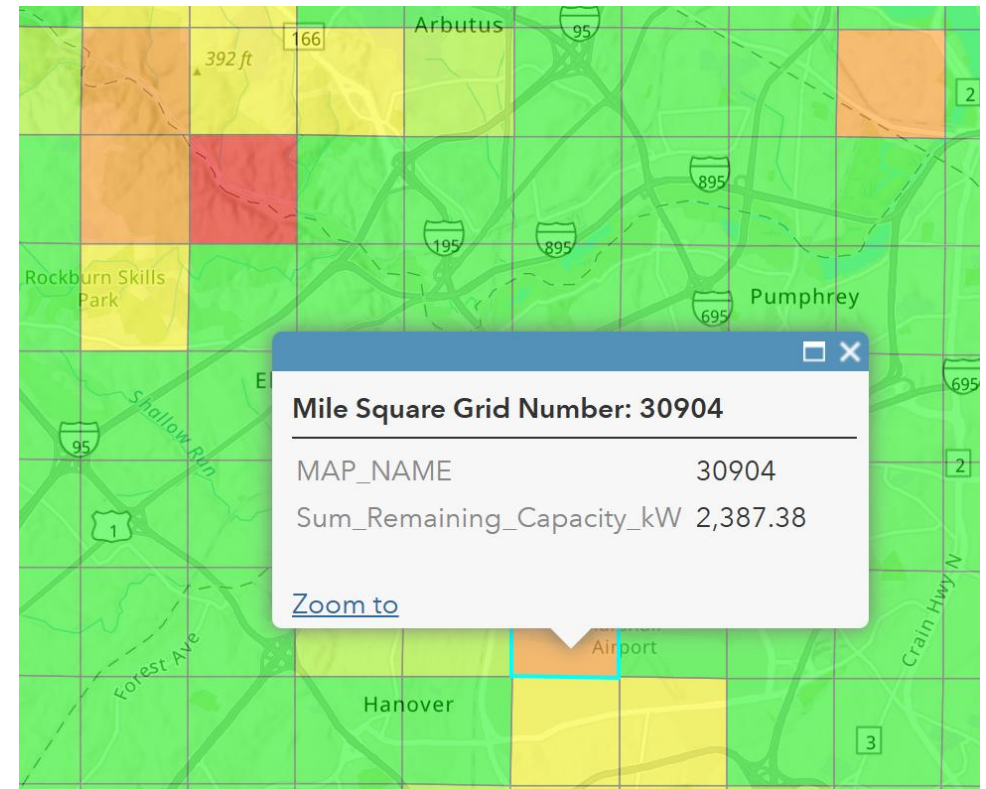 Arbutus
95
166
392 ft
2
895
195
895
Rockburn Skills
Park
Pumphrey
695
Mile Square Grid Number: 30904
695
MAP_NAME 30904
Sum_Remaining_Capacity_kW 2,387.38
Shallow Run
95
2
1
Zoom to
Airport
Crain Hwy N
Forest Ave
Hanover
3